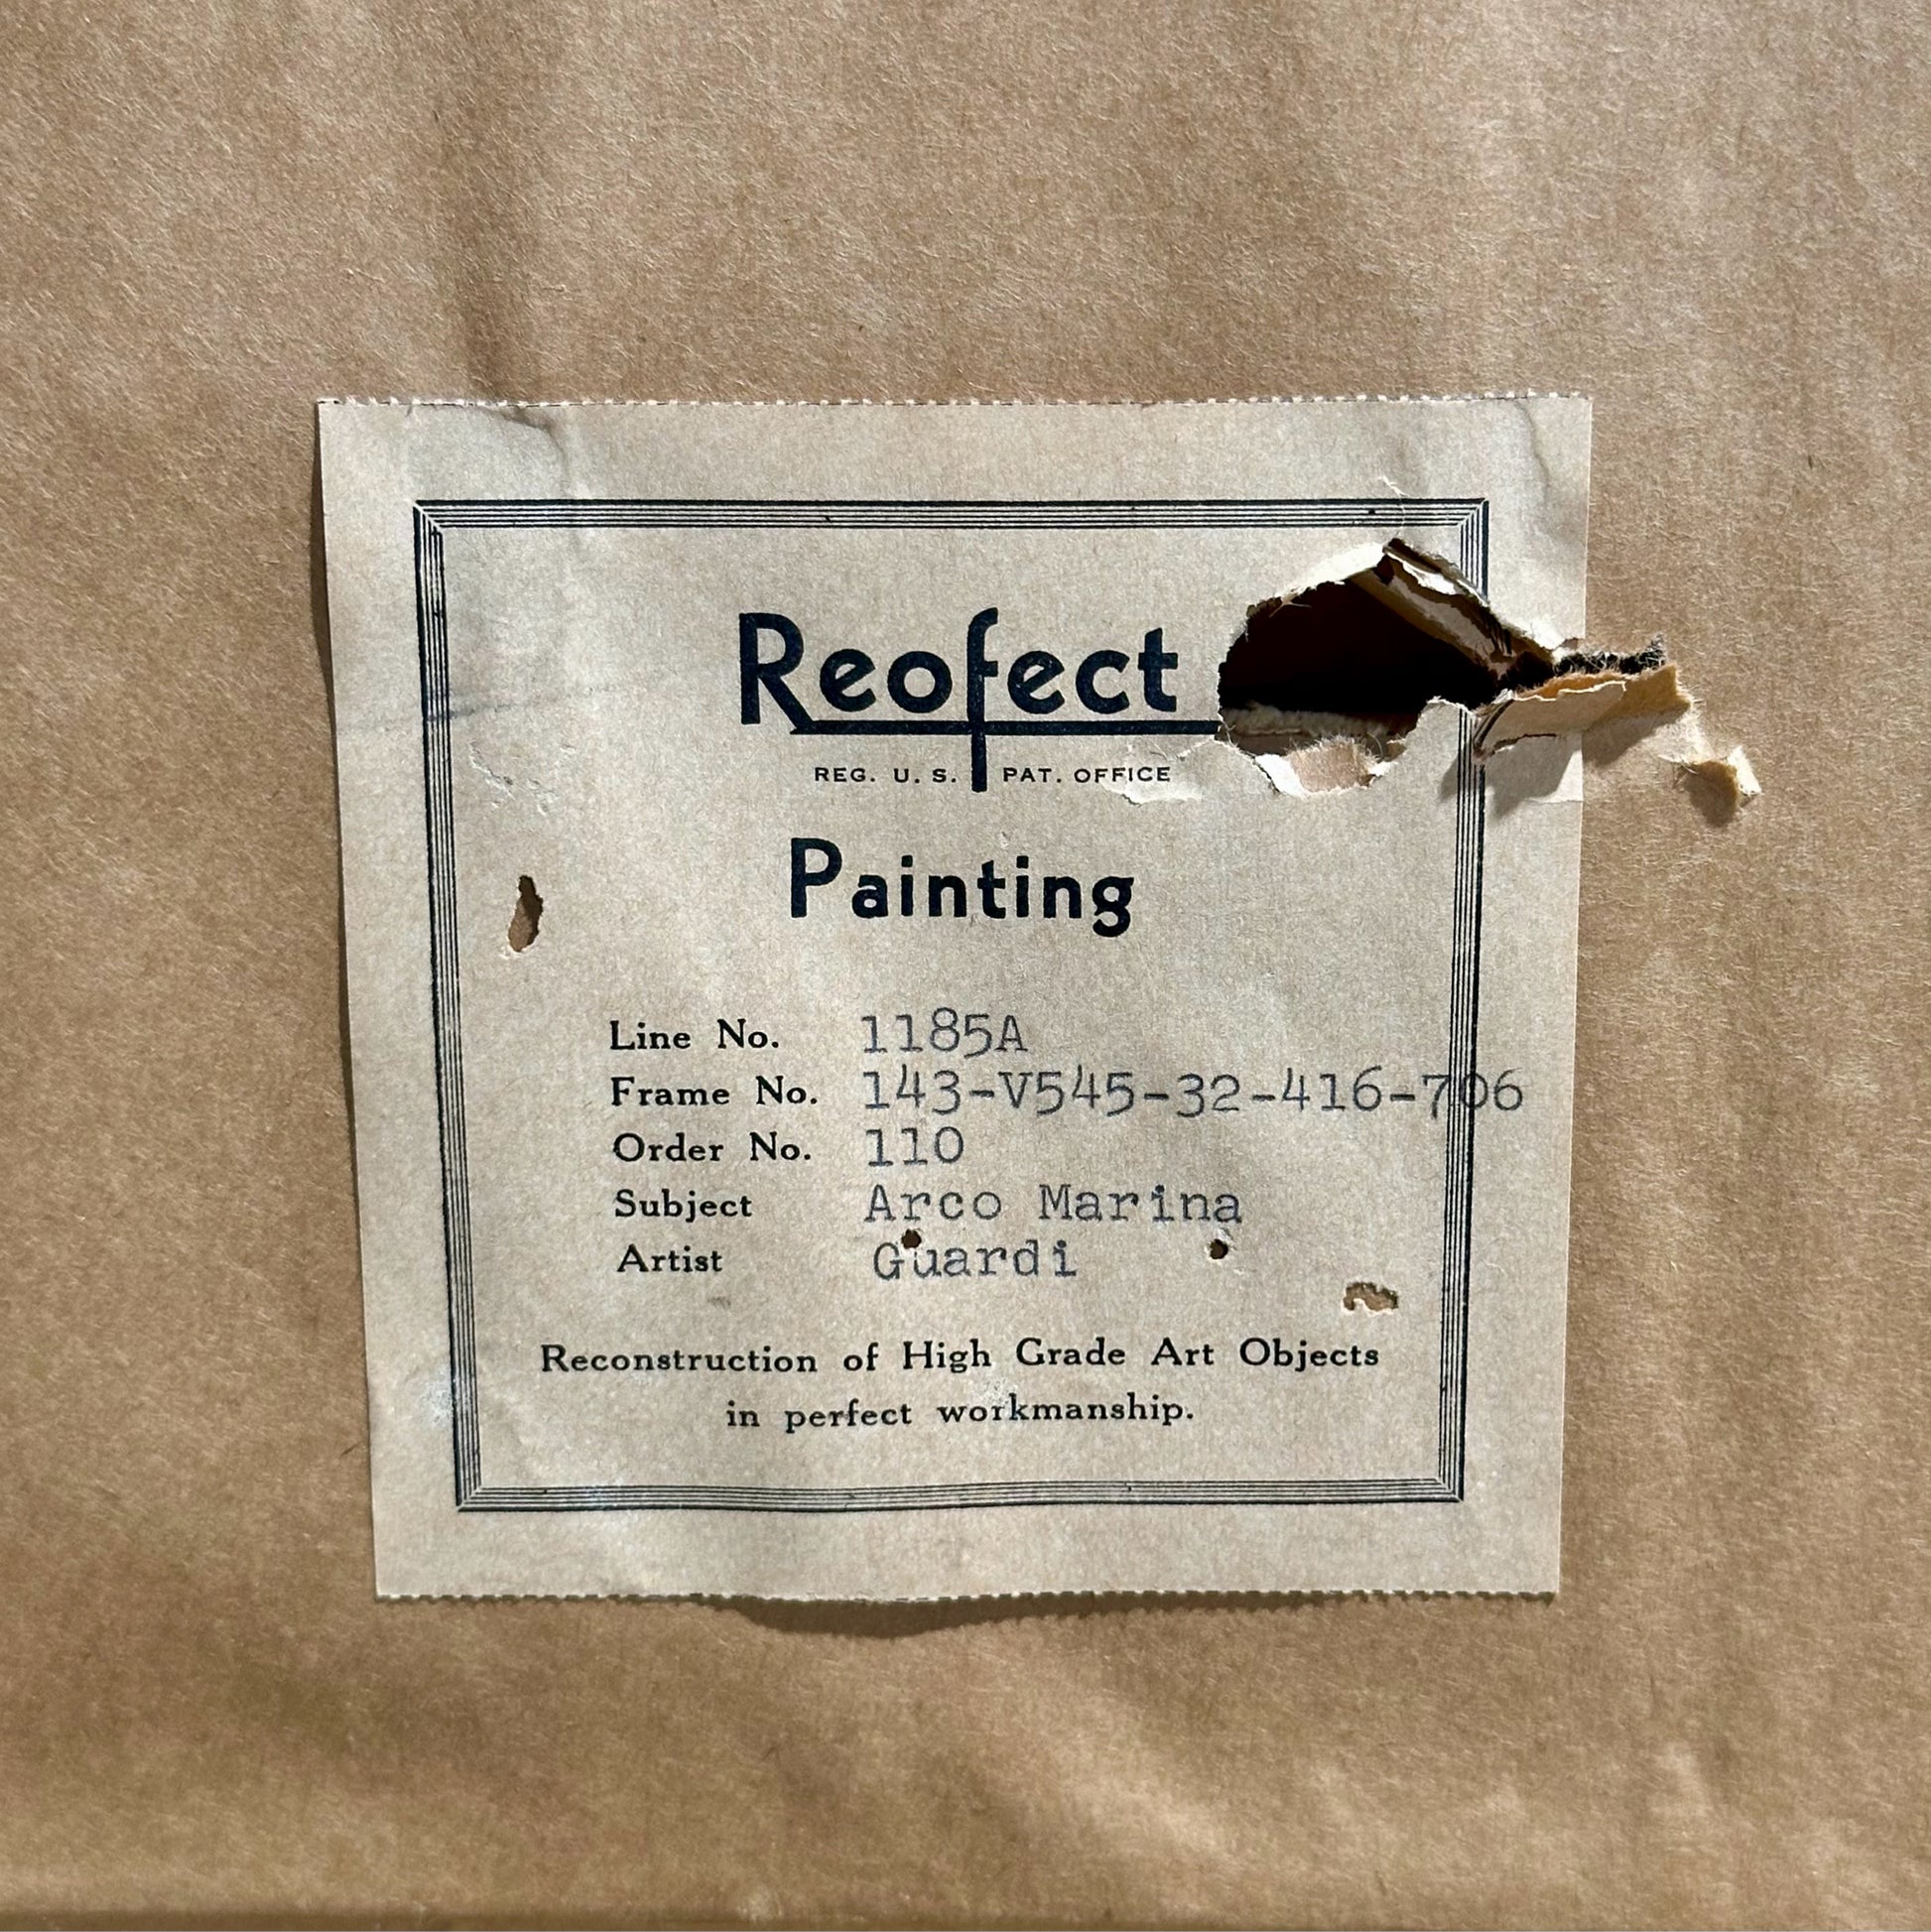 Reofect
REG. U. S. PAT. OFFICE
Painting
Line No. 1185A
Frame No. 143-V545-32-416-706
Order No. 110
Subject Arco Marina
Artist Guardi
Reconstruction of High Grade Art Objects
in perfect workmanship.